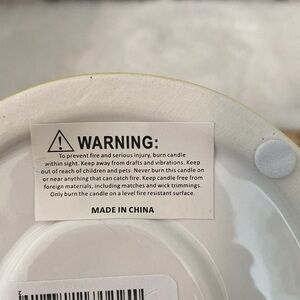 WARNING:
To prevent fire and serious injury, burn candle
within sight. Keep away from drafts and vibrations. Keep
out of reach of children and pets. Never burn this candle on
or near anything that can catch fire. Keep candle free from
foreign materials, including matches and wick trimmings.
Only burn the candle on a level fire resistant surface.
MADE IN CHINA